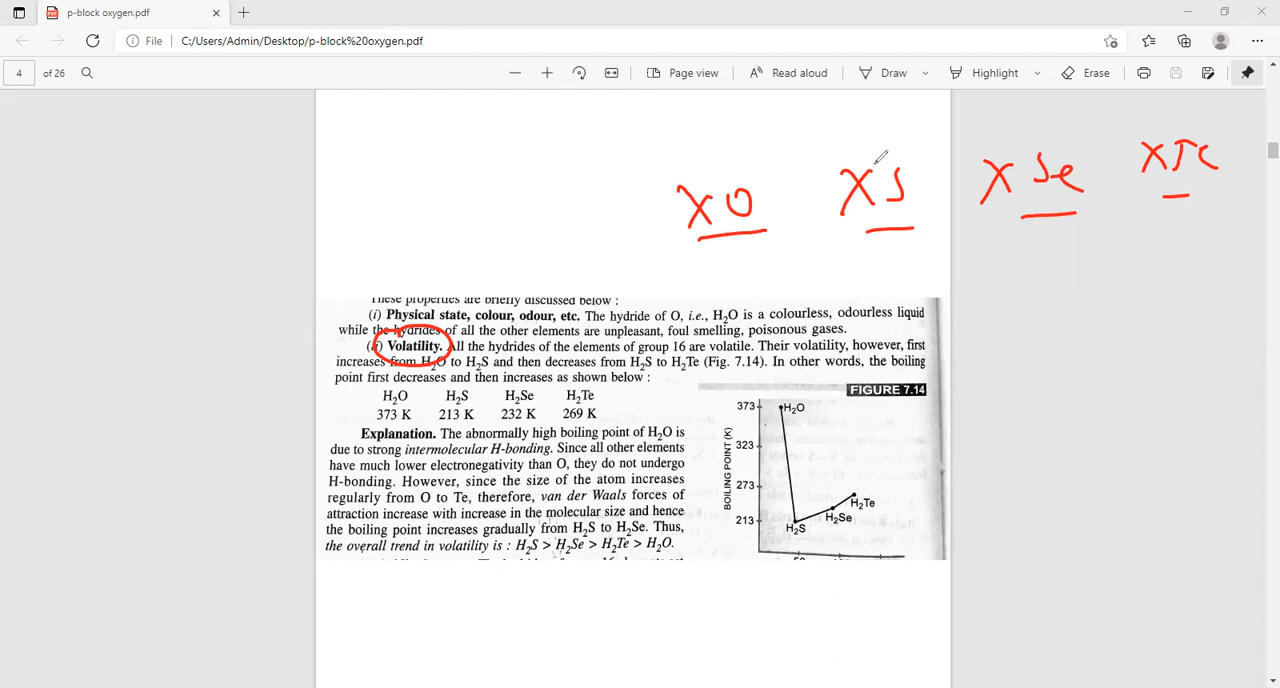 p-block oxygen.pdf
File C:/Users/Admin/Desktop/p-block%20oxygen.pdf
4 of 26 Page view Read aloud Draw Highlight Erase
XO XS XSe XTe
These properties are briefly discussed below :
(i) Physical state, colour, odour, etc. The hydride of O, i.e., H₂O is a colourless, odourless liquid
while the hydrides of all the other elements are unpleasant, foul smelling, poisonous gases.
(ii) Volatility. All the hydrides of the elements of group 16 are volatile. Their volatility, however, first
increases from H₂O to H₂S and then decreases from H₂S to H₂Te (Fig. 7.14). In other words, the boiling
point first decreases and then increases as shown below :
H₂O H₂S H₂Se H₂Te
373 K 213 K 232 K 269 K
Explanation. The abnormally high boiling point of H₂O is
due to strong intermolecular H-bonding. Since all other elements
have much lower electronegativity than O, they do not undergo
H-bonding. However, since the size of the atom increases
regularly from O to Te, therefore, van der Waals forces of
attraction increase with increase in the molecular size and hence
the boiling point increases gradually from H₂S to H₂Se. Thus,
the overall trend in volatility is : H₂S > H₂Se > H₂Te > H₂O.
FIGURE 7.14
BOILING POINT (K)
373
323
273
213
H₂O
H₂Te
H₂Se
H₂S